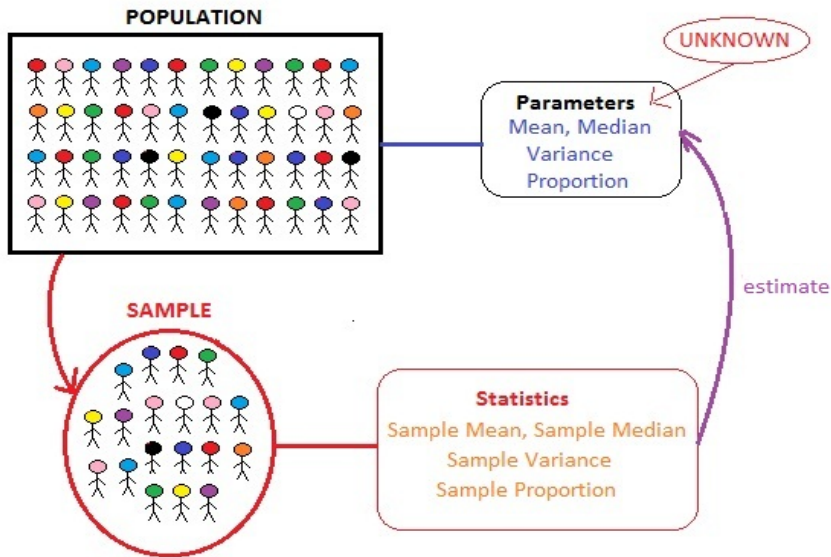 POPULATION
UNKNOWN
Parameters
Mean, Median
Variance
Proportion
estimate
SAMPLE
Statistics
Sample Mean, Sample Median
Sample Variance
Sample Proportion